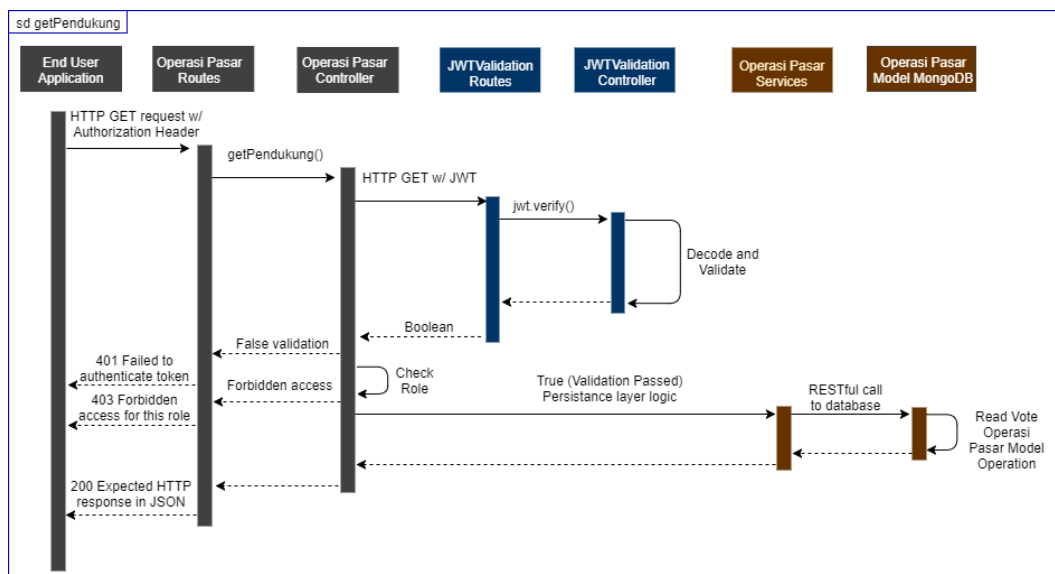 sd getPendukung
End User
Application
Operasi Pasar
Routes
Operasi Pasar
Controller
JWTValidation
Routes
JWTValidation
Controller
Operasi Pasar
Services
Operasi Pasar
Model MongoDB
HTTP GET request w/
Authorization Header
getPendukung()
HTTP GET w/ JWT
jwt.verify()
Decode and
Validate
Boolean
False validation
401 Failed to
authenticate token
Check
Role
Forbidden access
403 Forbidden
access for this role
True (Validation Passed)
Persistance layer logic
RESTful call
to database
Read Vote
Operasi
Pasar Model
Operation
200 Expected HTTP
response in JSON